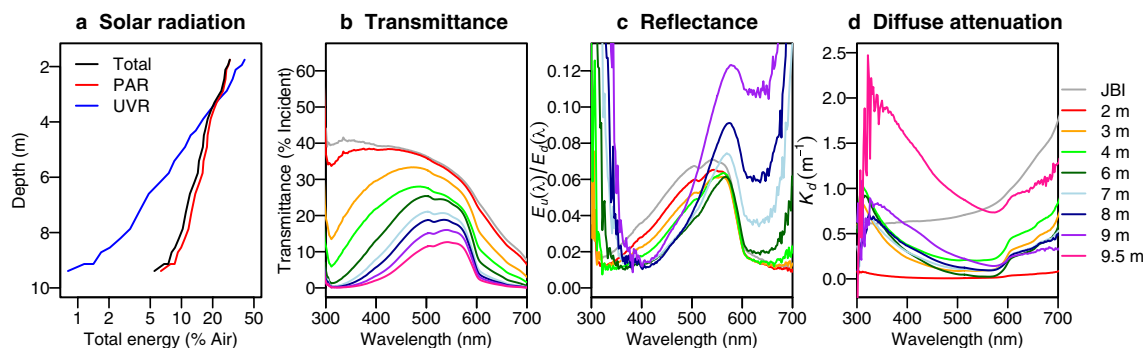 a Solar radiation
b Transmittance
c Reflectance
d Diffuse attenuation
Depth (m)
2
4
6
8
10
Total
PAR
UVR
1
2
5
10
20
50
Total energy (% Air)
Transmittance (% Incident)
60
50
40
30
20
10
0
300
400
500
600
700
Wavelength (nm)
Eu(λ)/Ed(λ)
0.12
0.10
0.08
0.06
0.04
0.02
0.00
300
400
500
600
700
Wavelength (nm)
Kd (m⁻¹)
2.5
2.0
1.5
1.0
0.5
0.0
300
400
500
600
700
Wavelength (nm)
JBI
2 m
3 m
4 m
6 m
7 m
8 m
9 m
9.5 m